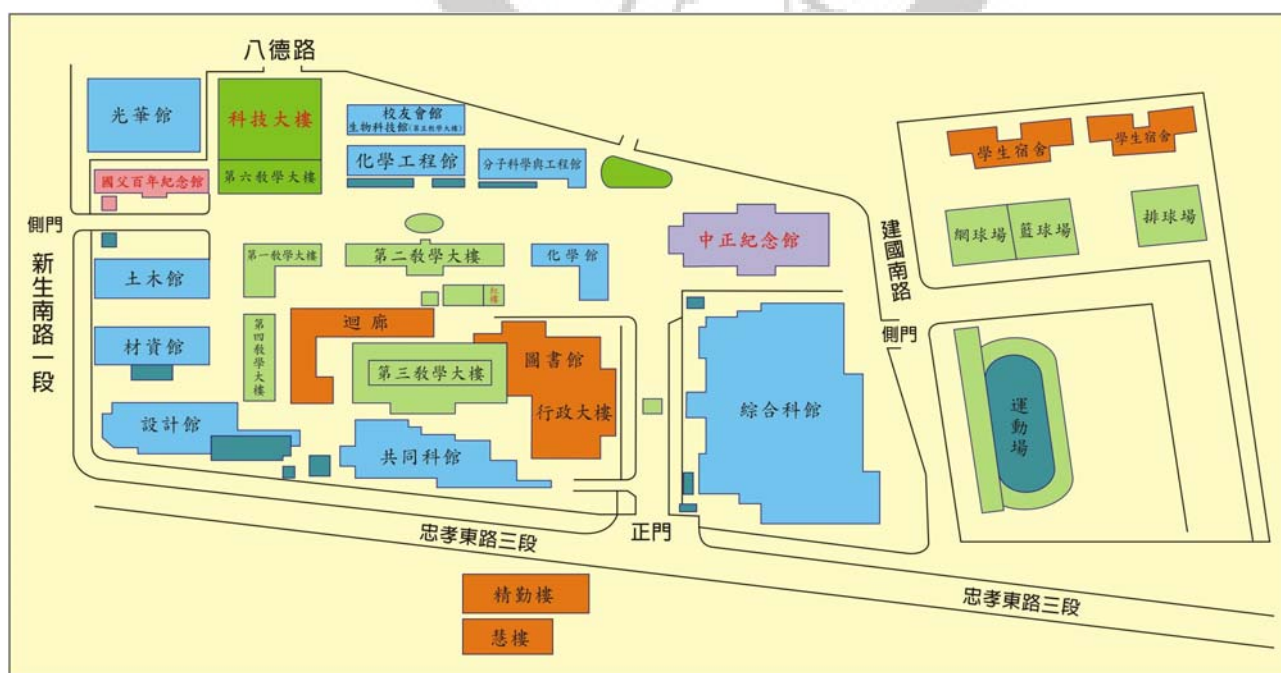 八德路
光華館
科技大樓
校友會館
生物科技館(第五教學大樓)
化學工程館
分子科學與工程館
第六教學大樓
國父百年紀念館
學生宿舍
學生宿舍
側門
新生南路一段
中正紀念館
建國南路
網球場
籃球場
排球場
第一教學大樓
第二教學大樓
化學館
土木館
紅樓
迴廊
側門
材資館
第四教學大樓
第三教學大樓
圖書館
行政大樓
綜合科館
運動場
設計館
共同科館
忠孝東路三段
正門
精勤樓
慧樓
忠孝東路三段